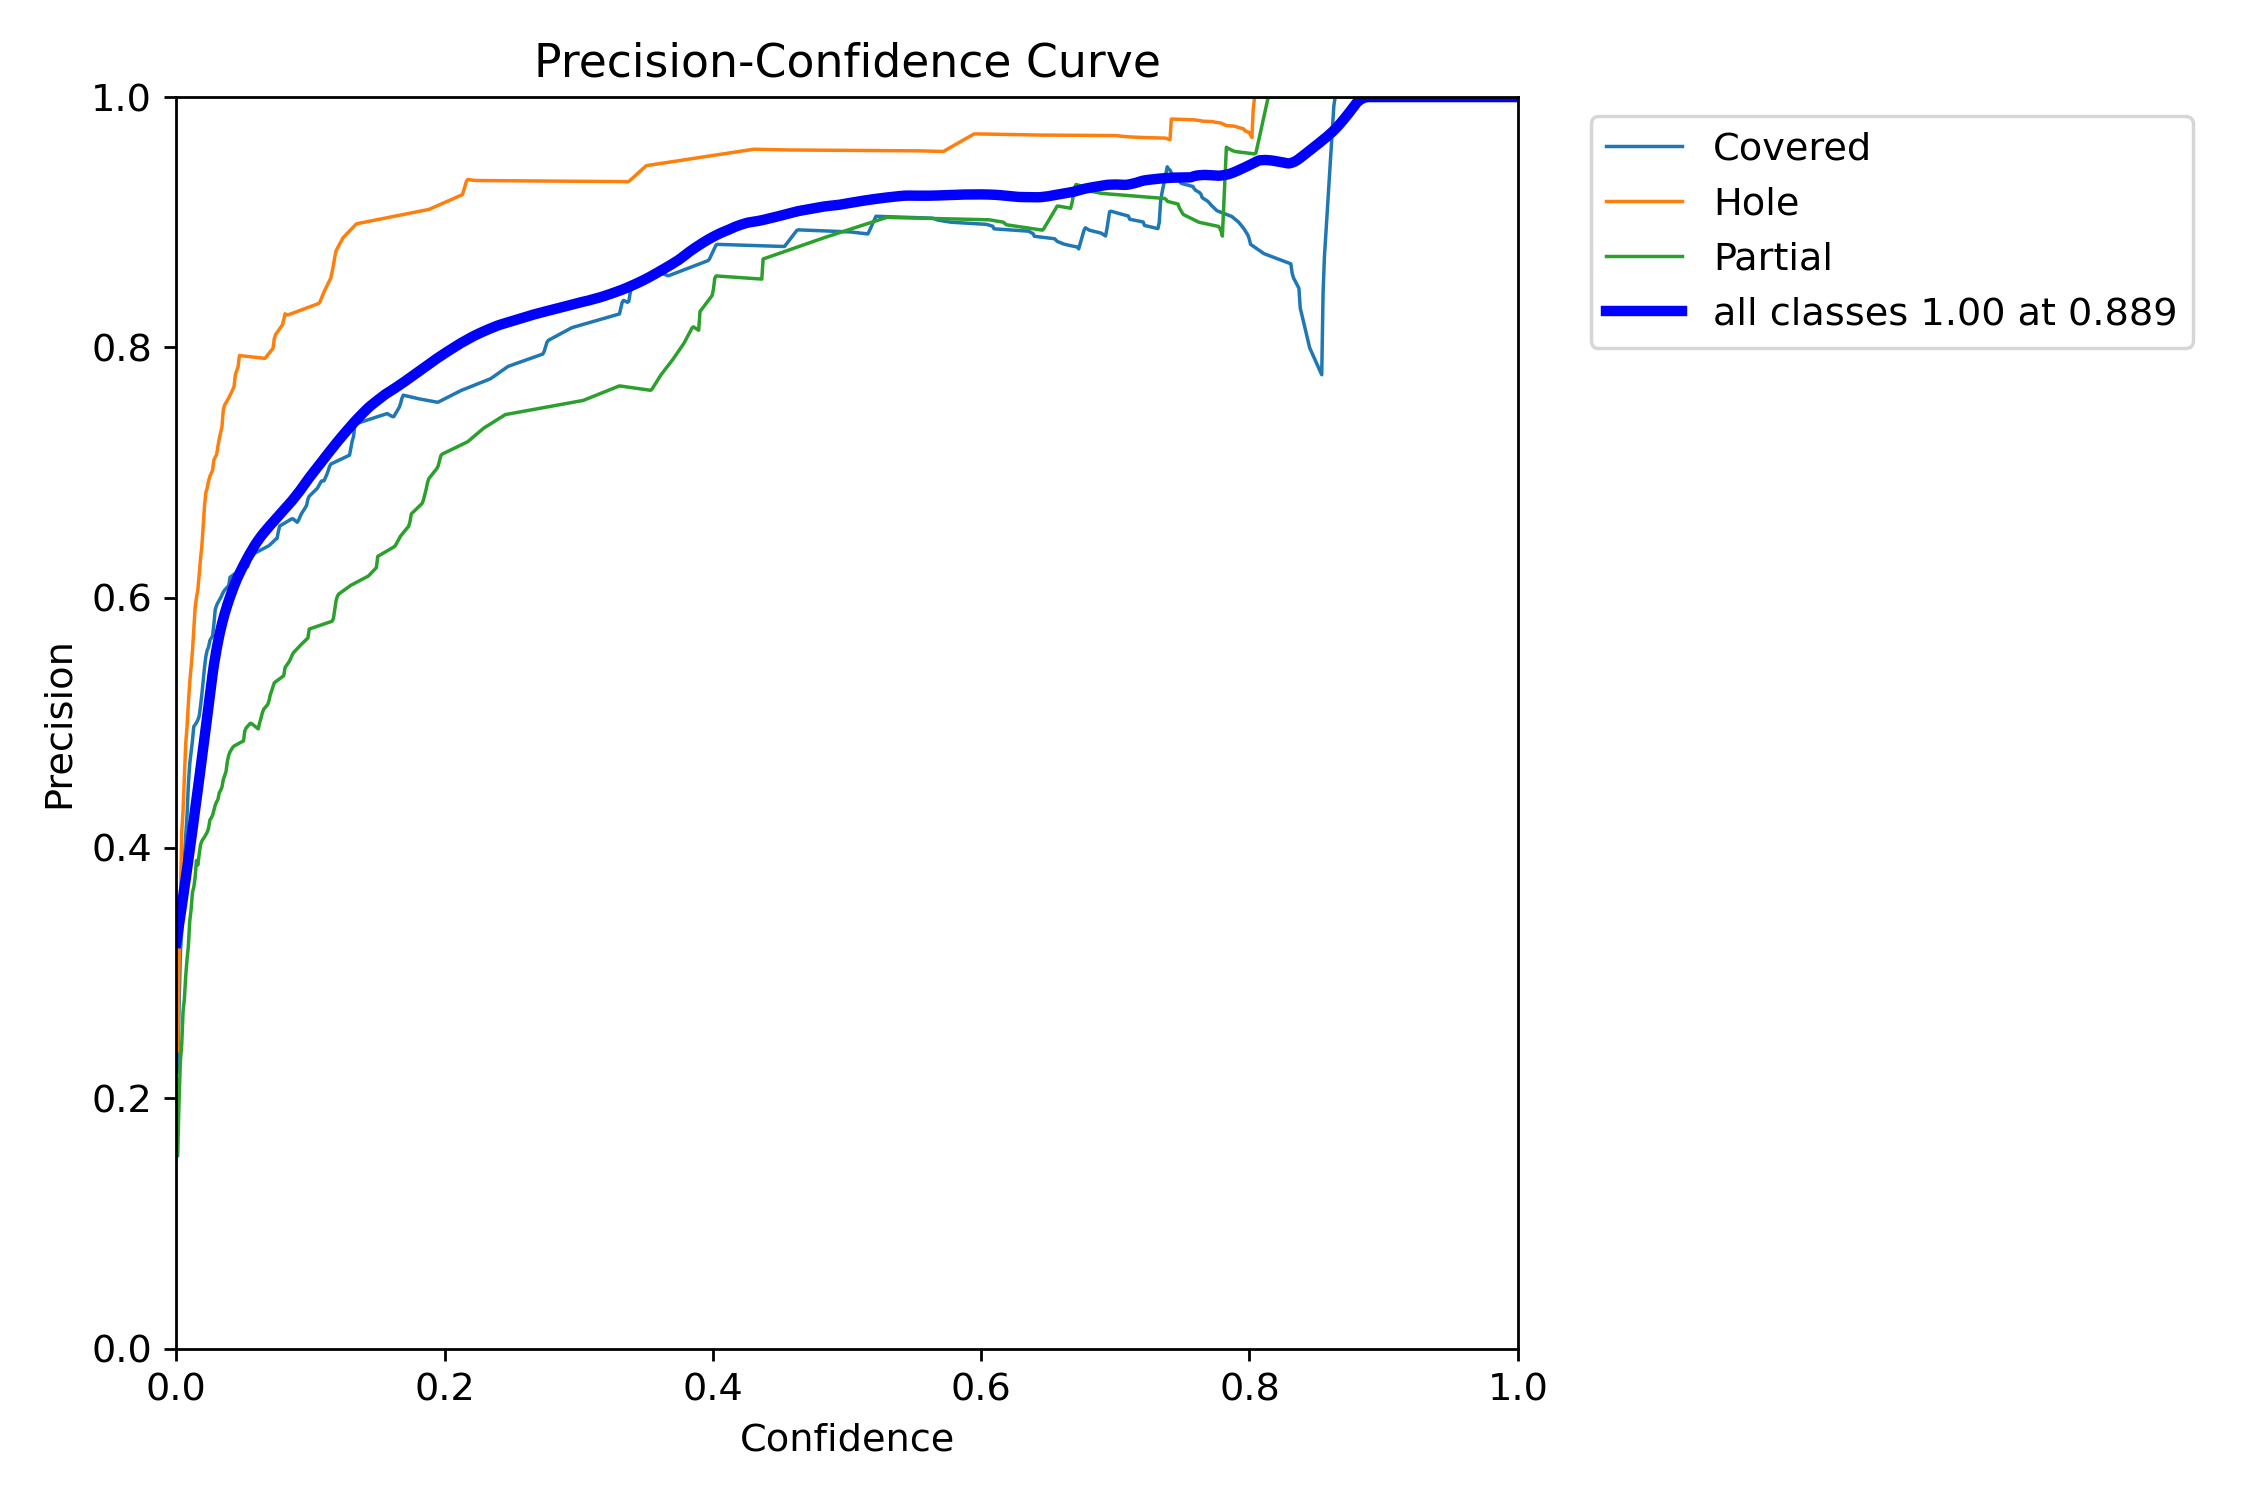 Precision-Confidence Curve
1.0
0.8
0.6
0.4
0.2
0.0
Precision
0.0 0.2 0.4 0.6 0.8 1.0
Confidence
Covered
Hole
Partial
all classes 1.00 at 0.889